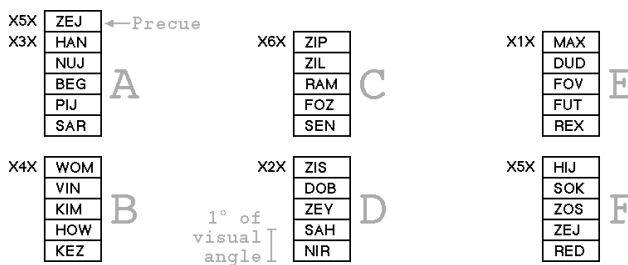 X5X ZEJ ←Precue
X3X HAN
NUJ
BEG
PIJ
SAR
A
X6X ZIP
ZIL
RAM
FOZ
SEN
C
X1X MAX
DUD
FOV
FUT
REX
E
X4X WOM
VIN
KIM
HOW
KEZ
B
1° of
visual
angle
X2X ZIS
DOB
ZEY
SAH
NIR
D
X5X HIJ
SOK
ZOS
ZEJ
RED
F